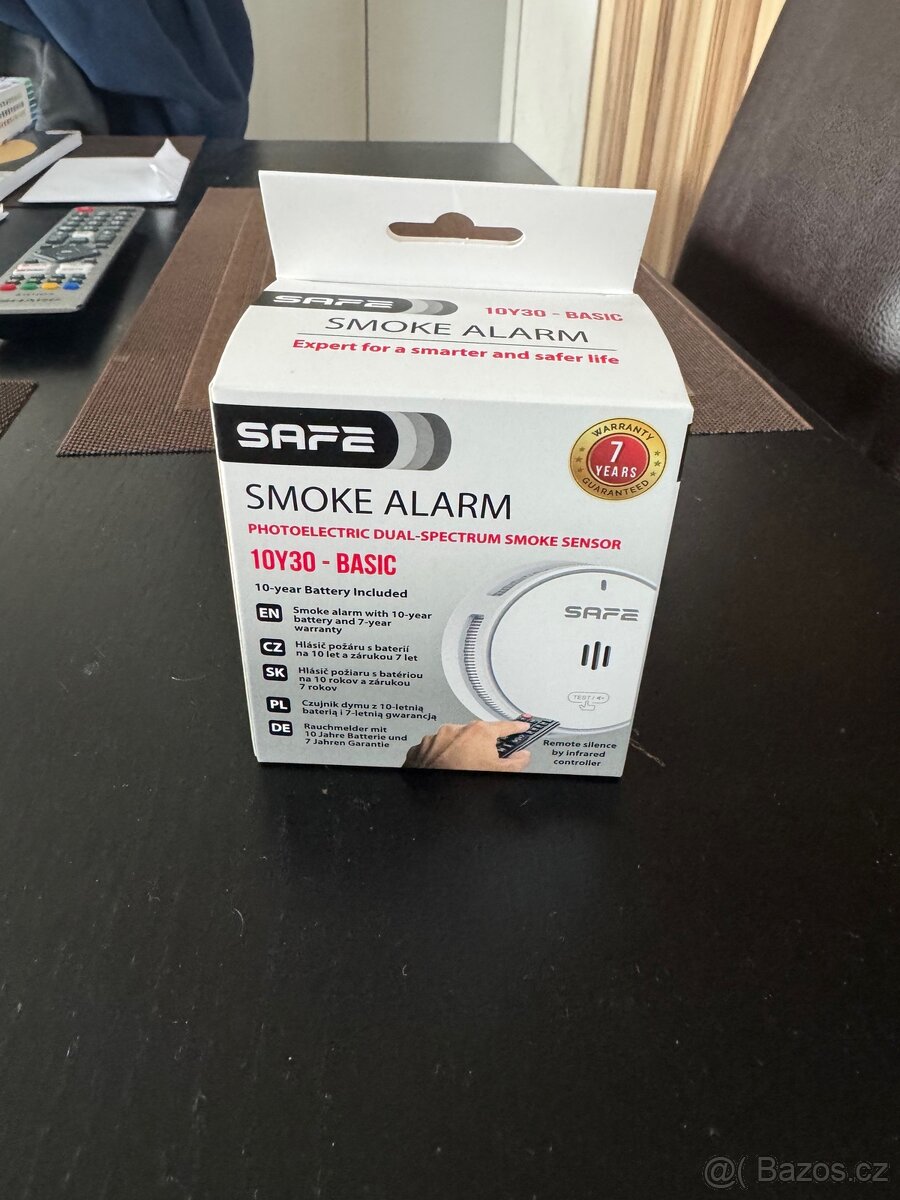 SAFE
10Y30 - BASIC
SMOKE ALARM
Expert for a smarter and safer life
SAFE
WARRANTY
7
YEARS
GUARANTEED
SMOKE ALARM
PHOTOELECTRIC DUAL-SPECTRUM SMOKE SENSOR
10Y30 - BASIC
10-year Battery Included
EN Smoke alarm with 10-year
battery and 7-year
warranty
CZ Hlásič požáru s baterií
na 10 let a zárukou 7 let
SK Hlásič požiaru s batériou
na 10 rokov a zárukou
7 rokov
PL Czujnik dymu z 10-letnią
baterią i 7-letnią gwarancją
DE Rauchmelder mit
10 Jahre Batterie und
7 Jahren Garantie
SAFE
TEST /
Remote silence
by infrared
controller
@( Bazos.cz